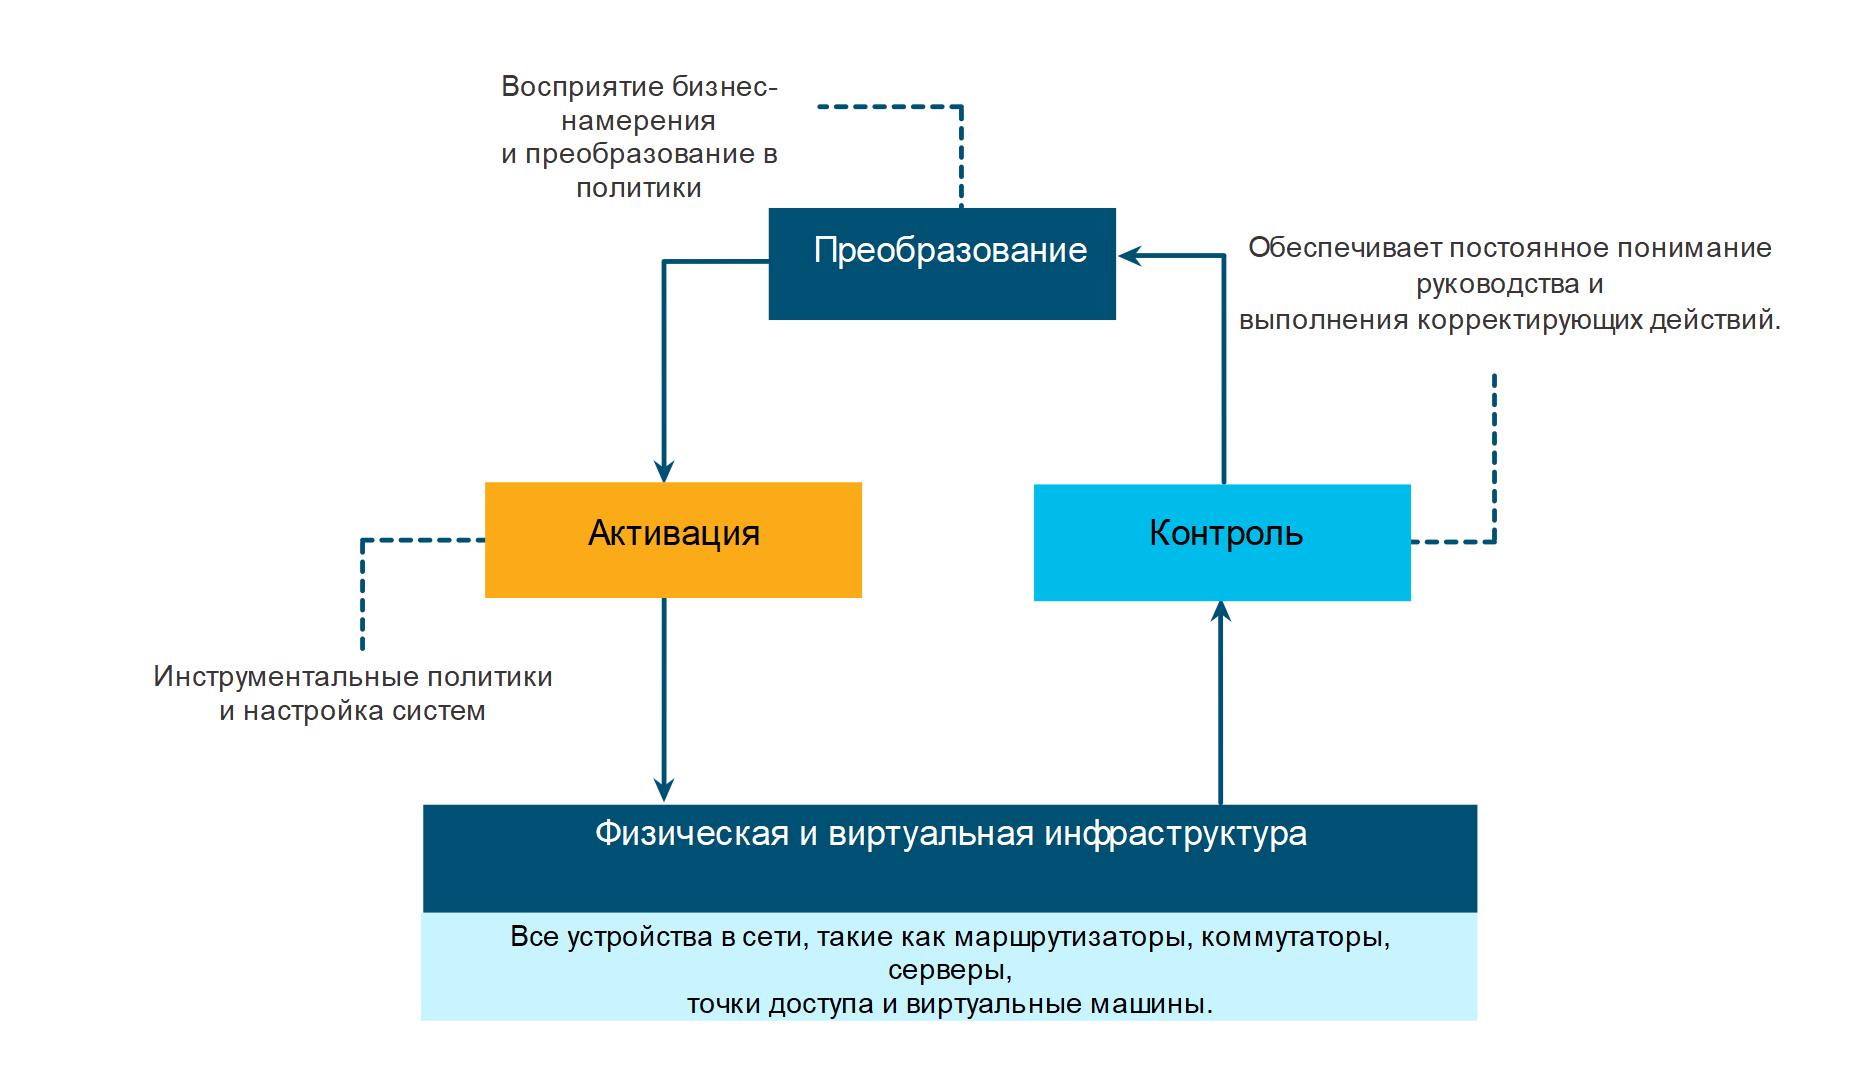 Восприятие бизнес-
намерения
и преобразование в
политики
Преобразование
Обеспечивает постоянное понимание
руководства и
выполнения корректирующих действий.
Активация
Контроль
Инструментальные политики
и настройка систем
Физическая и виртуальная инфраструктура
Все устройства в сети, такие как маршрутизаторы, коммутаторы,
серверы,
точки доступа и виртуальные машины.